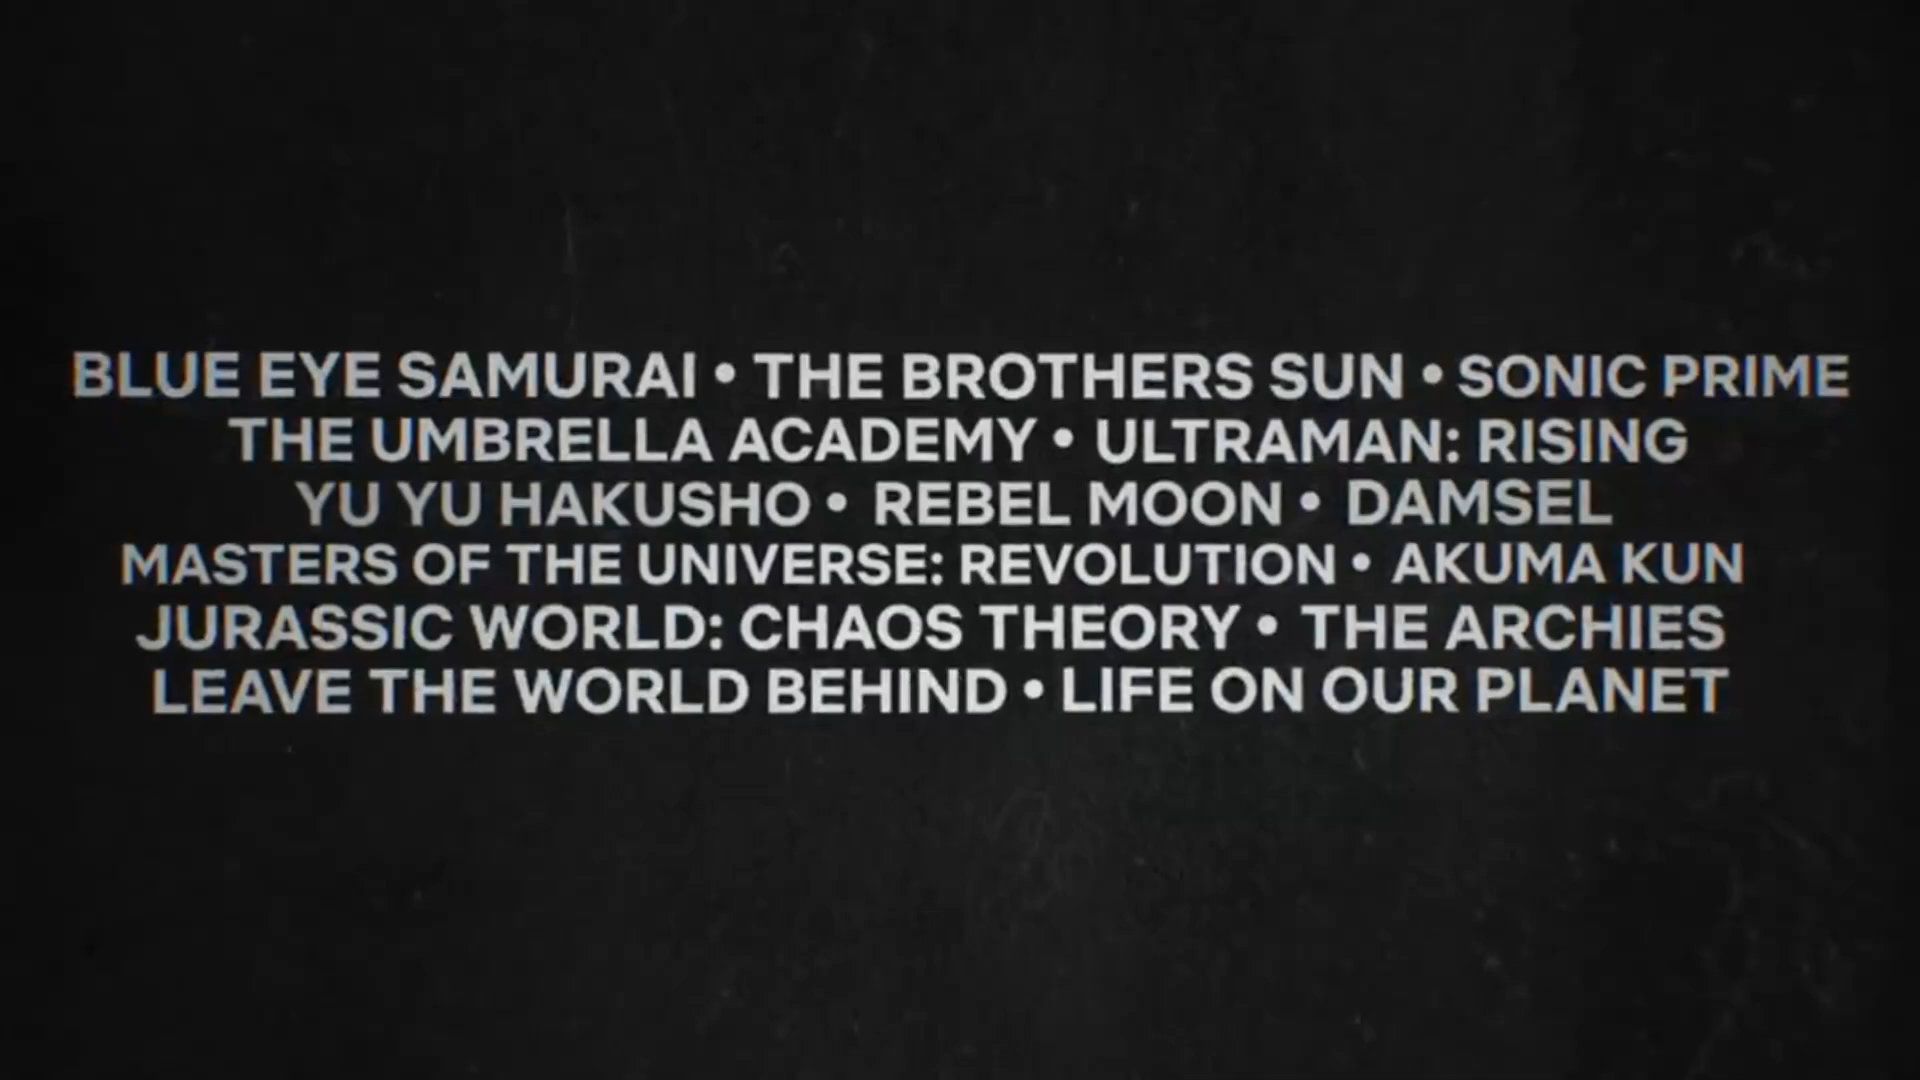 BLUE EYE SAMURAI • THE BROTHERS SUN • SONIC PRIME
THE UMBRELLA ACADEMY • ULTRAMAN: RISING
YU YU HAKUSHO • REBEL MOON • DAMSEL
MASTERS OF THE UNIVERSE: REVOLUTION • AKUMA KUN
JURASSIC WORLD: CHAOS THEORY • THE ARCHIES
LEAVE THE WORLD BEHIND • LIFE ON OUR PLANET